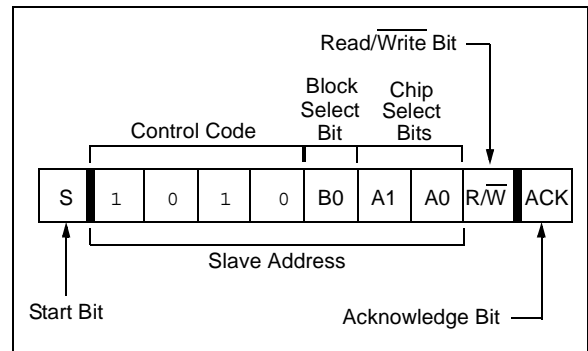 Read/Write Bit
Block Select Bit
Chip Select Bits
Control Code
S 1 0 1 0 B0 A1 A0 R/W ACK
Slave Address
Start Bit
Acknowledge Bit